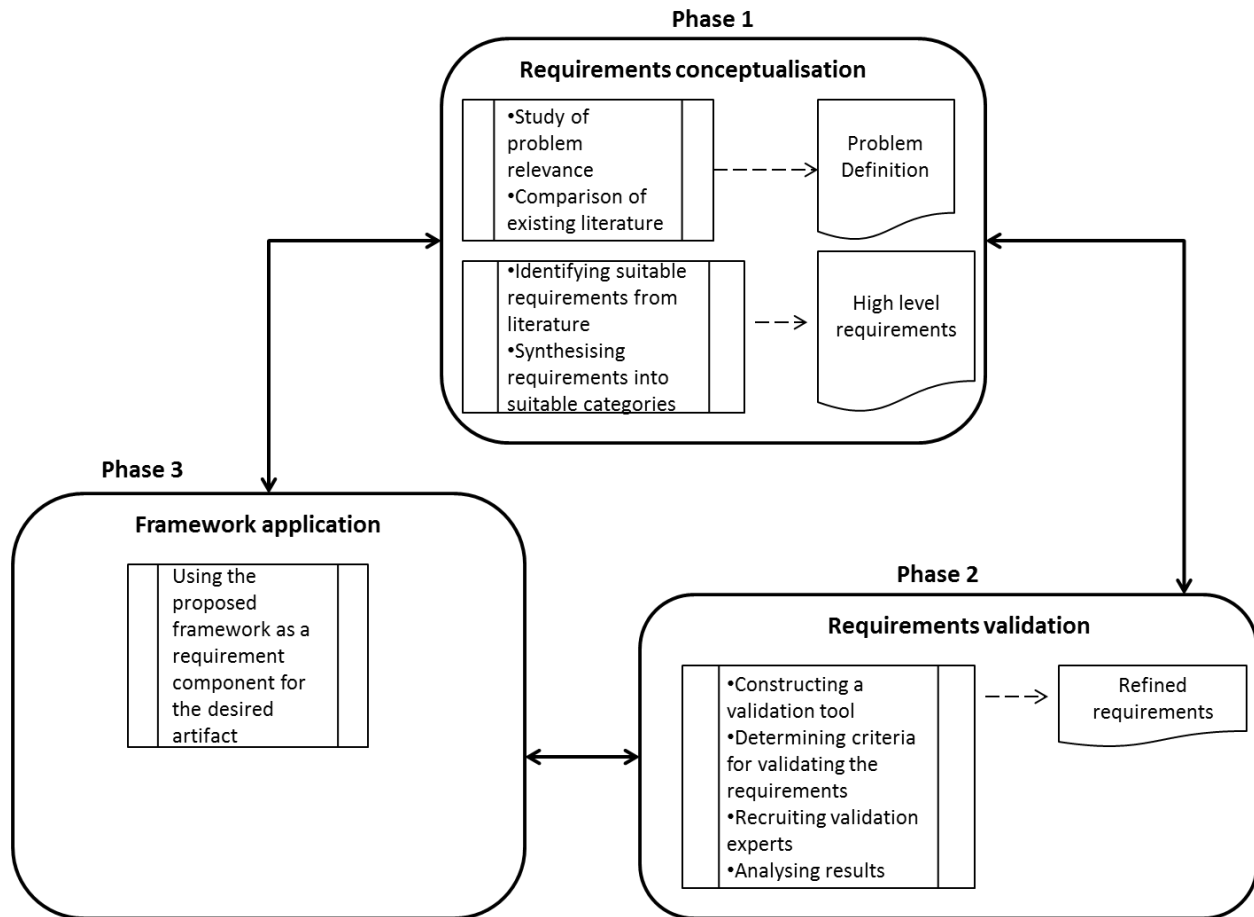 Phase 1
Requirements conceptualisation
•Study of
problem
relevance
•Comparison of
existing literature
Problem
Definition
•Identifying suitable
requirements from
literature
•Synthesising
requirements into
suitable categories
High level
requirements
Phase 3
Framework application
Using the
proposed
framework as a
requirement
component for
the desired
artifact
Phase 2
Requirements validation
•Constructing a
validation tool
•Determining criteria
for validating the
requirements
•Recruiting validation
experts
•Analysing results
Refined
requirements